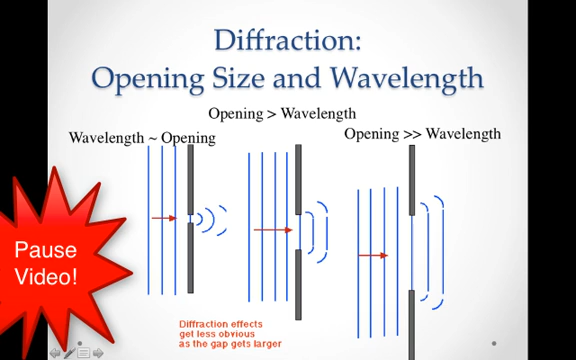 Diffraction:
Opening Size and Wavelength
Opening > Wavelength
Wavelength ~ Opening
Opening >> Wavelength
Pause
Video!
Diffraction effects
get less obvious
as the gap gets larger